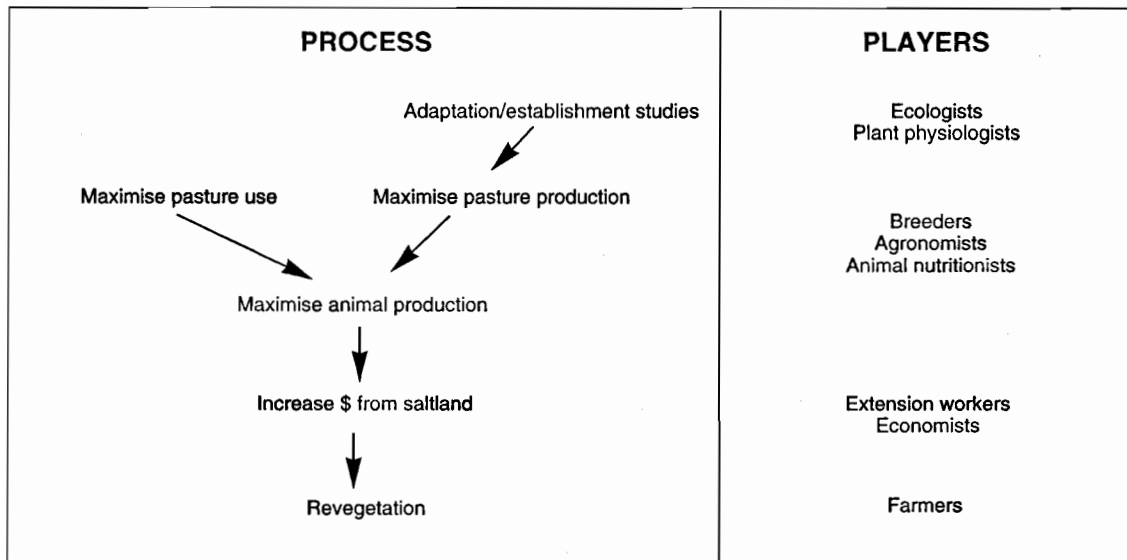 PROCESS
Adaptation/establishment studies
Maximise pasture use
Maximise pasture production
Maximise animal production
Increase $ from saltland
Revegetation
PLAYERS
Ecologists
Plant physiologists
Breeders
Agronomists
Animal nutritionists
Extension workers
Economists
Farmers